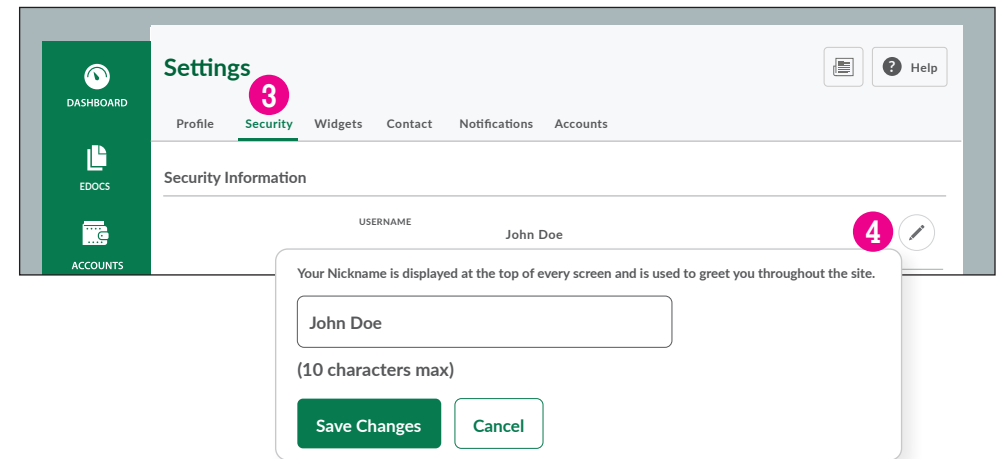 Settings
Help
3
DASHBOARD
Profile Security Widgets Contact Notifications Accounts
EDOCS
Security Information
USERNAME
John Doe
4
ACCOUNTS
Your Nickname is displayed at the top of every screen and is used to greet you throughout the site.
John Doe
(10 characters max)
Save Changes Cancel